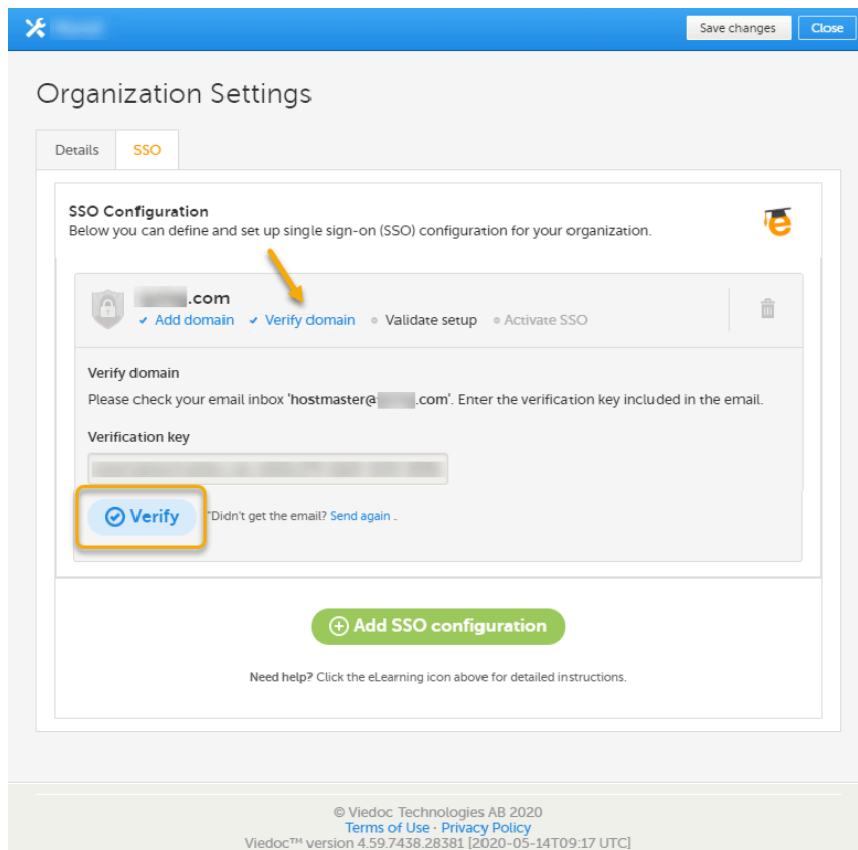 Save changes
Close
Organization Settings
Details
SSO
SSO Configuration
Below you can define and set up single sign-on (SSO) configuration for your organization.
.com
Add domain
Verify domain
Validate setup
Activate SSO
Verify domain
Please check your email inbox 'hostmaster@ .com'. Enter the verification key included in the email.
Verification key
Verify
"Didn't get the email? Send again .
Add SSO configuration
Need help? Click the eLearning icon above for detailed instructions.
© Viedoc Technologies AB 2020
Terms of Use · Privacy Policy
Viedoc™ version 4.59.7438.28381 [2020-05-14T09:17 UTC]